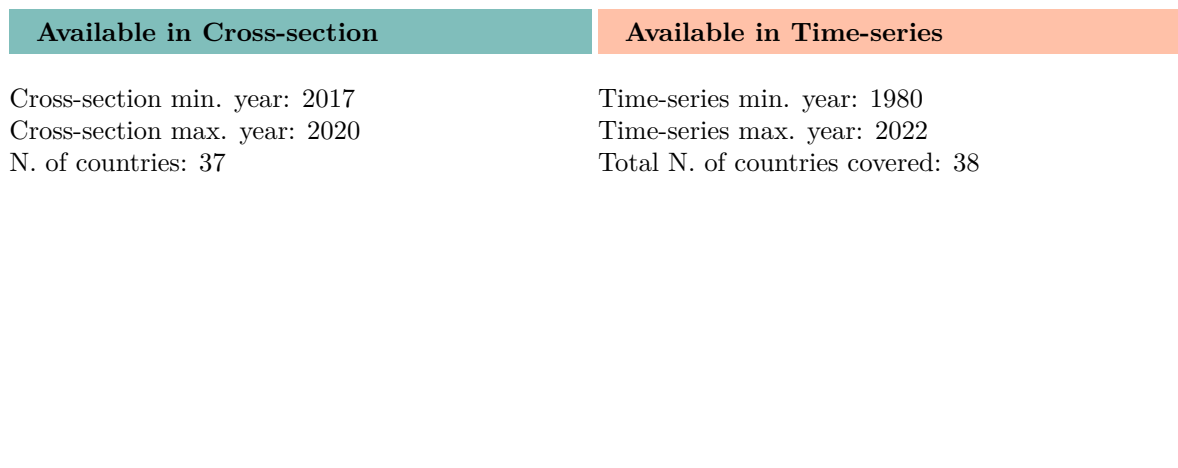 Available in Cross-section
Cross-section min. year: 2017
Cross-section max. year: 2020
N. of countries: 37
Available in Time-series
Time-series min. year: 1980
Time-series max. year: 2022
Total N. of countries covered: 38